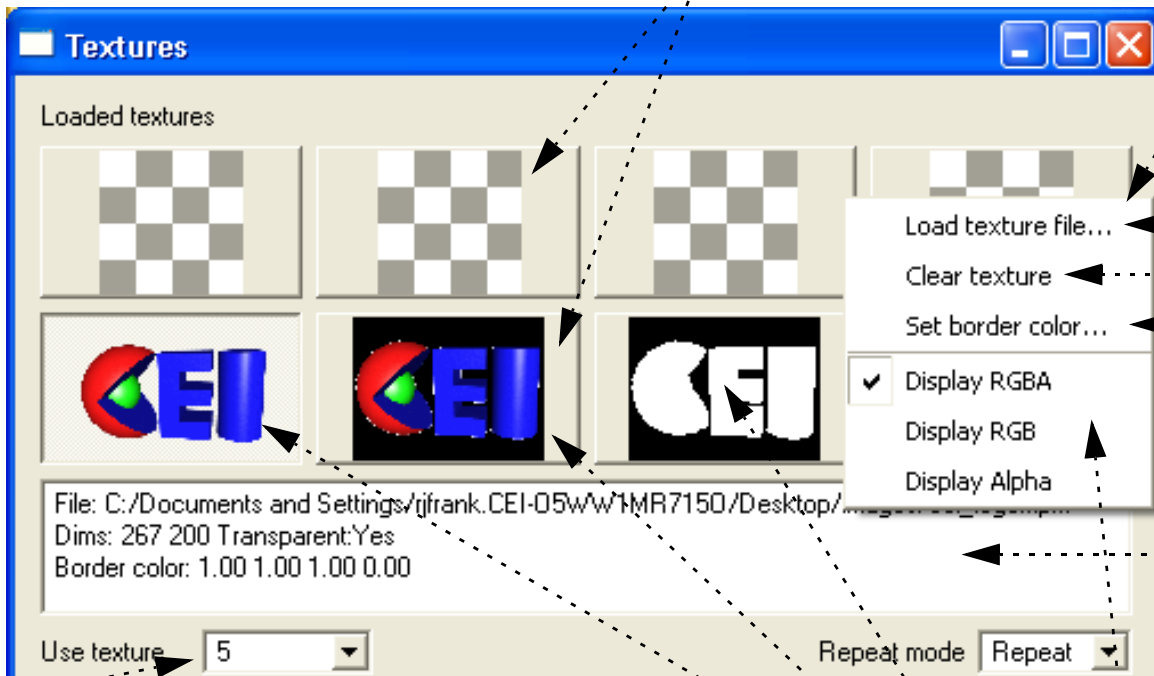 Textures
Loaded textures
Load texture file...
Clear texture
Set border color...
Display RGBA
Display RGB
Display Alpha
CEI
CEI
CEI
File: C:/Documents and Settings/rjfrank.CEI-O5WW1MR715O/Desktop/
Dims: 267 200 Transparent:Yes
Border color: 1.00 1.00 1.00 0.00
Use texture 5
Repeat mode Repeat